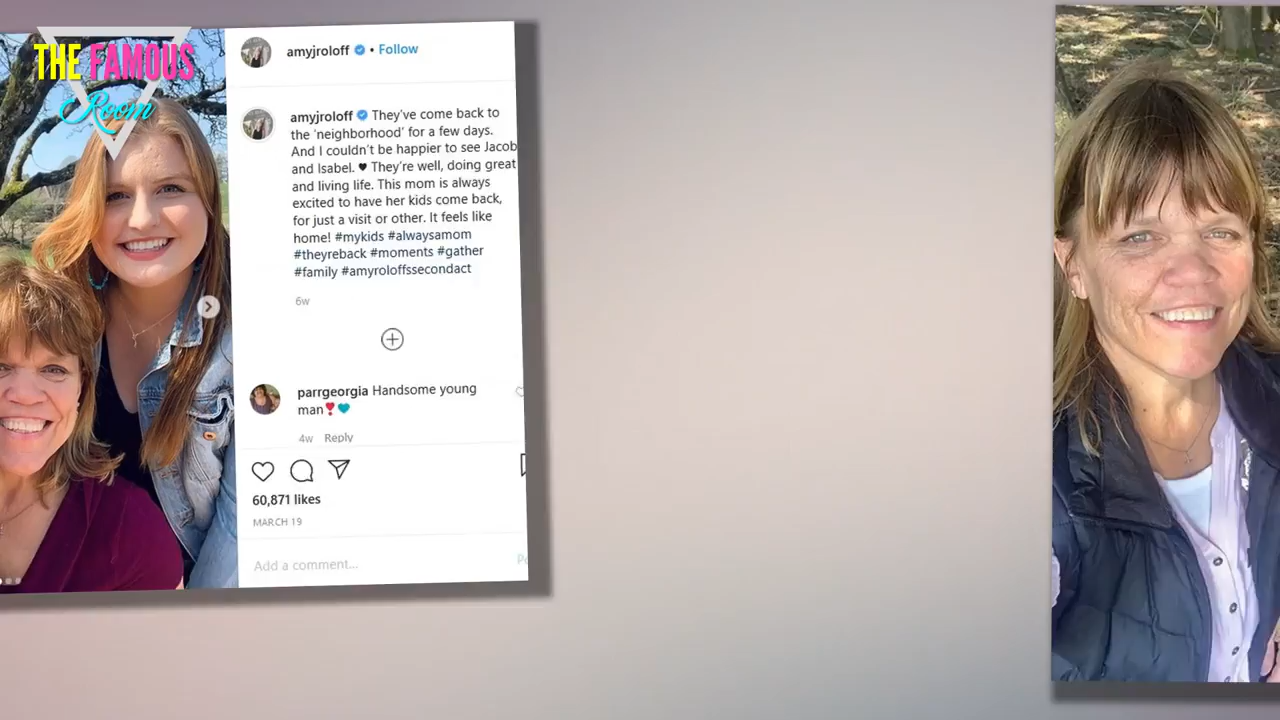 THE FAMOUS
Room
amyjroloff • Follow
amyjroloff They've come back to
the 'neighborhood' for a few days.
And I couldn't be happier to see Jacob
and Isabel. ♥ They're well, doing great
and living life. This mom is always
excited to have her kids come back,
for just a visit or other. It feels like
home! #mykids #alwaysamom
#theyreback #moments #gather
#family #amyroloffssecondact
6w
parrgeorgia Handsome young
man❣️💙
4w Reply
60,871 likes
MARCH 19
Add a comment...